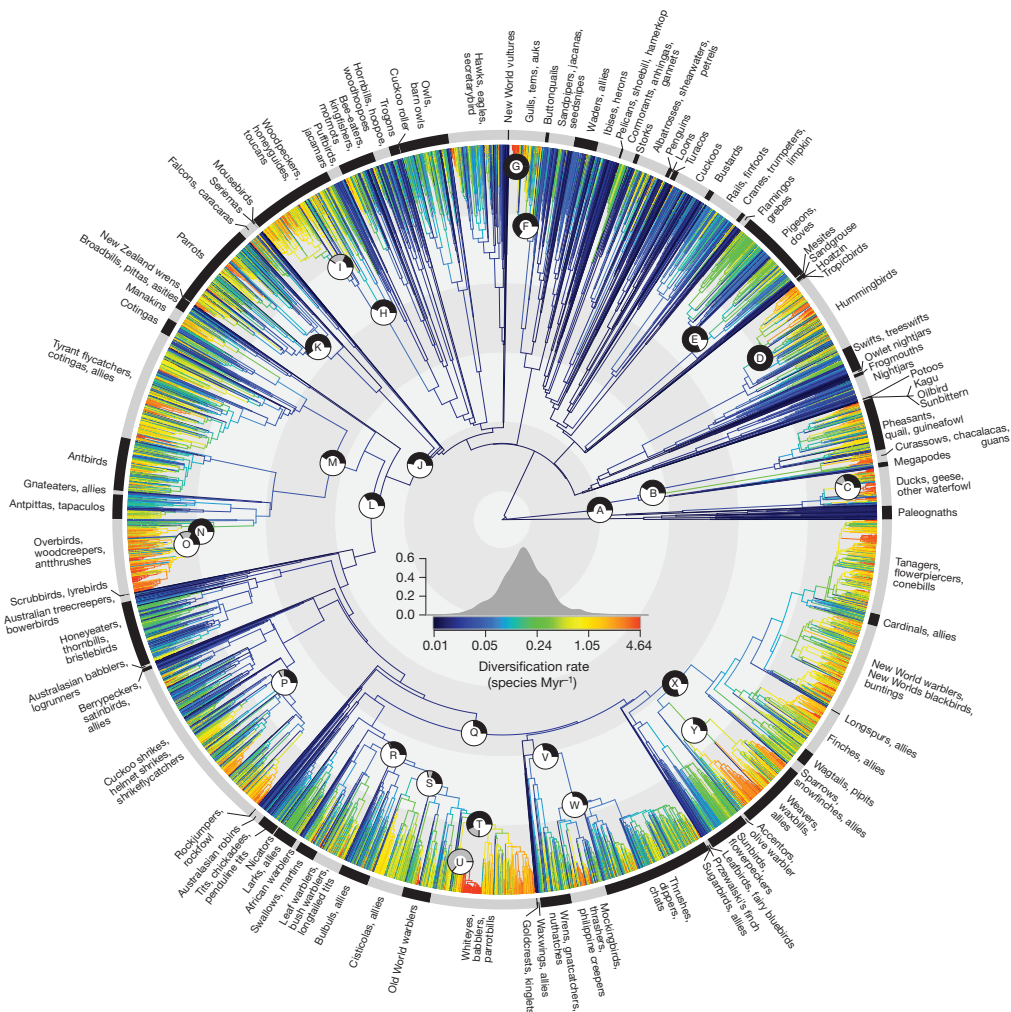 New World vultures
Gulls, terns, auks
Buttonquails
Sandpipers, jacanas,
seedsnipes
Waders, allies
Ibises, herons
Pelicans, shoebill, hamerkop
Cormorants, anhingas,
gannets
Storks
Albatrosses, shearwaters,
petrels
Penguins
Loons
Turacos
Cuckoos
Bustards
Rails, finfoots
Cranes, trumpeters,
limpkin
Flamingos
grebes
Pigeons,
doves
Mesites
Sandgrouse
Hoatzin
Tropicbirds
Hummingbirds
Swifts, treeswifts
Owlet nightjars
Frogmouths
Nightjars
Potoos
Kagu
Oilbird
Sunbittern
Pheasants,
quail, guineafowl
Curassows, chacalacas,
guans
Megapodes
Ducks, geese,
other waterfowl
Paleognaths
Tanagers,
flowerpiercers,
conebills
Cardinals, allies
New World warblers,
New Worlds blackbirds,
buntings
Longspurs, allies
Finches, allies
Wagtails, pipits
Sparrows,
snowfinches, allies
Weavers,
waxbills,
allies
Accentors,
olive warbler
Sunbirds,
flowerpeckers
Leafbirds, fairy bluebirds
Przewalski's finch
Sugarbirds, allies
Thrushes,
dippers,
chats
Mockingbirds,
thrashers,
philippine creepers
Wrens, gnatcatchers,
nuthatches
Waxwings, allies
Goldcrests, kinglets
Whiteyes,
babblers,
parrotbills
Old World warblers
Cisticolas, allies
Bulbuls, allies
Leaf warblers,
bush warblers,
longtailed tits
Swallows, martins
African warblers
Larks, allies
Nicators
Tits, chickadees,
penduline tits
Australasian robins
Rockjumpers,
rockfowl
Cuckoo shrikes,
helmet shrikes,
shrikeflycatchers
Berrypeckers,
satinbirds,
allies
Australasian babblers,
logrunners
Honeyeaters,
thornbills,
bristlebirds
Australian treecreepers,
bowerbirds
Scrubbirds, lyrebirds
Overbirds,
woodcreepers,
antthrushes
Antpittas, tapaculos
Gnateaters, allies
Antbirds
Tyrant flycatchers,
cotingas, allies
Cotingas
Manakins
Broadbills, pittas, asities
New Zealand wrens
Parrots
Falcons, caracaras
Seriemas
Mousebirds
Woodpeckers,
honeyguides,
toucans
Puffbirds,
jacamars
Bee-eaters,
kingfishers,
motmots
Hornbills, hoopoe,
woodhoopoes
Trogons
Cuckoo roller
Owls,
barn owls
Hawks, eagles,
secretarybird
G
F
I
H
E
K
D
M
J
B
C
L
A
N
O
P
X
Q
Y
R
V
S
W
T
U
0.6
0.4
0.2
0.0
0.01 0.05 0.24 1.05 4.64
Diversification rate
(species Myr⁻¹)